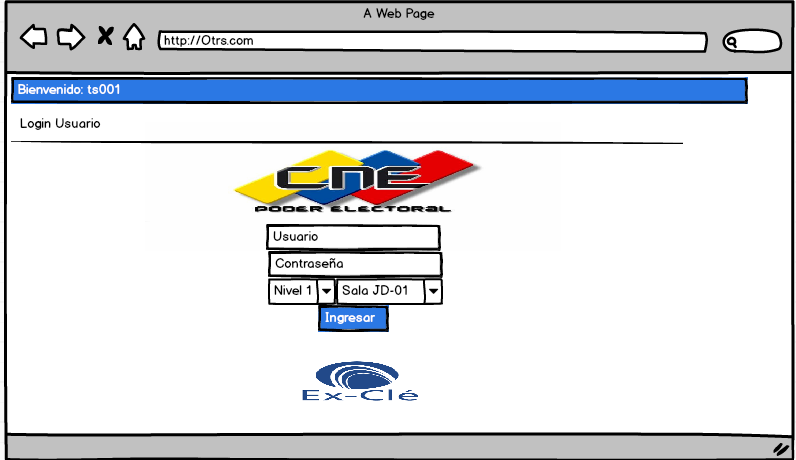 A Web Page
http://Otrs.com
Bienvenido: ts001
Login Usuario
CNE
PODER ELECTORAL
Usuario
Contraseña
Nivel 1 Sala JD-01
Ingresar
Ex-Clé